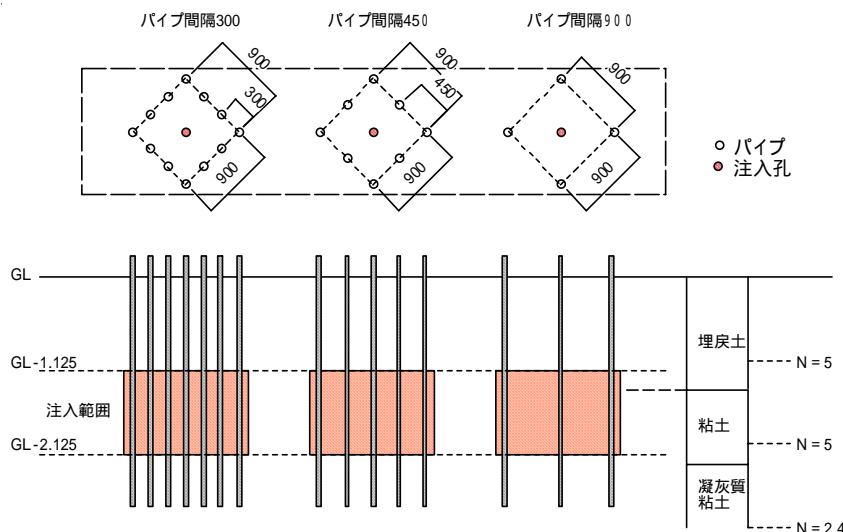 パイプ間隔300
パイプ間隔450
パイプ間隔900
900
300
900
900
450
900
900
900
パイプ
注入孔
GL
GL-1.125
注入範囲
GL-2.125
埋戻土
N = 5
粘土
N = 5
凝灰質
粘土
N = 2.4